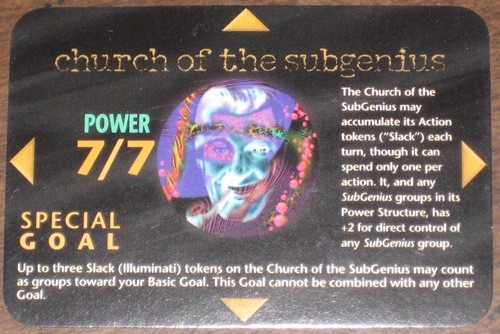 church of the subgenius
POWER
7/7
The Church of the
SubGenius may
accumulate its Action
tokens ("Slack") each
turn, though it can
spend only one per
action. It, and any
SubGenius groups in its
Power Structure, has
+2 for direct control of
any SubGenius group.
SPECIAL
GOAL
Up to three Slack (Illuminati) tokens on the Church of the SubGenius may count
as groups toward your Basic Goal. This Goal cannot be combined with any other
Goal.